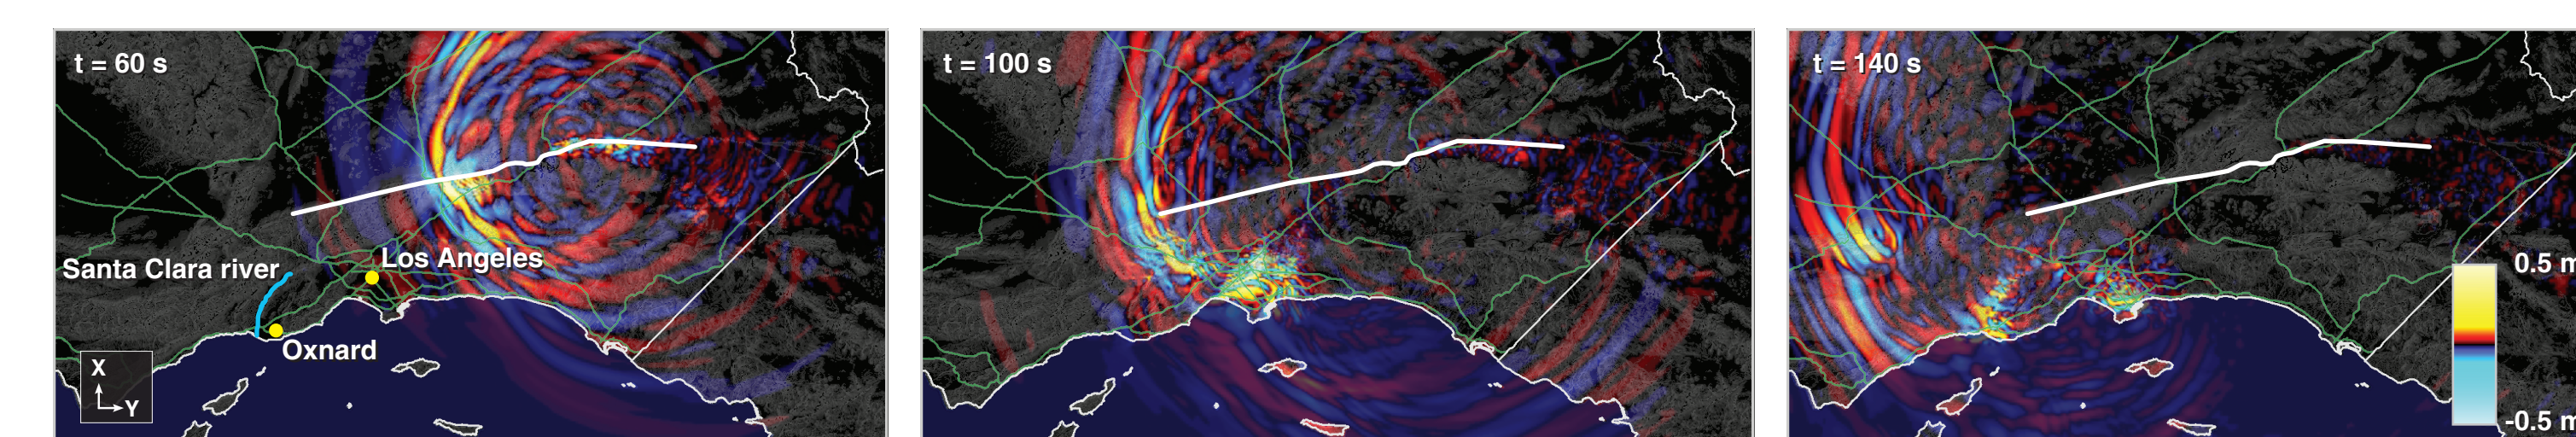 t = 60 s
t = 100 s
t = 140 s
Los Angeles
Santa Clara river
Oxnard
X
Y
0.5 m
-0.5 m